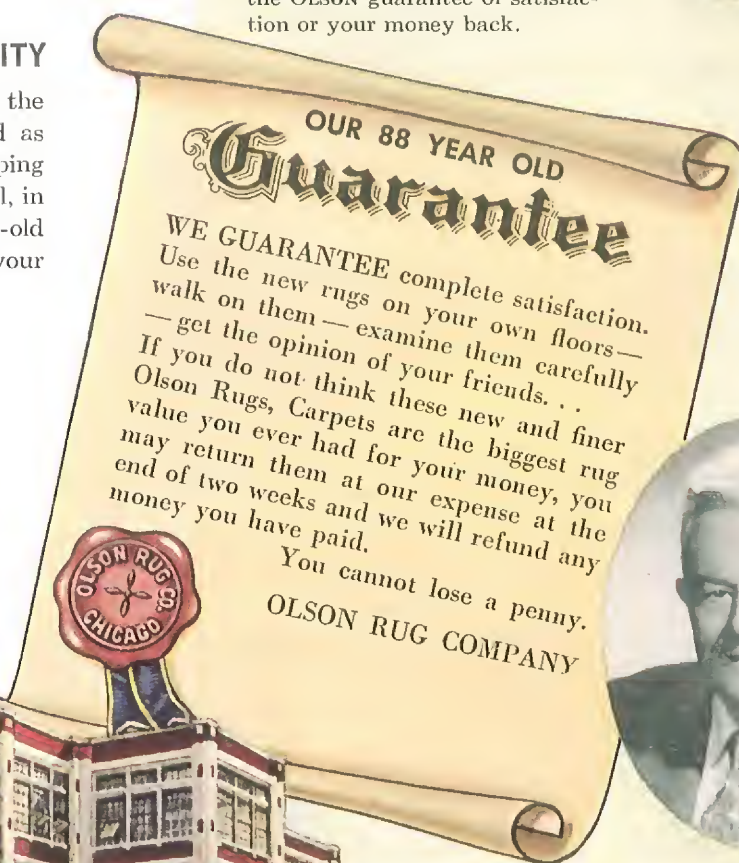 the OLSON guarantee of satisfac-
tion or your money back.
ITY
the
d as
ping
l, in
-old
your
OUR 88 YEAR OLD
Guarantee
WE GUARANTEE complete satisfaction.
Use the new rugs on your own floors—
walk on them — examine them carefully
— get the opinion of your friends. . .
If you do not think these new and finer
Olson Rugs, Carpets are the biggest rug
value you ever had for your money, you
may return them at our expense at the
end of two weeks and we will refund any
money you have paid.
You cannot lose a penny.
OLSON RUG COMPANY
OLSON RUG CO.
CHICAGO